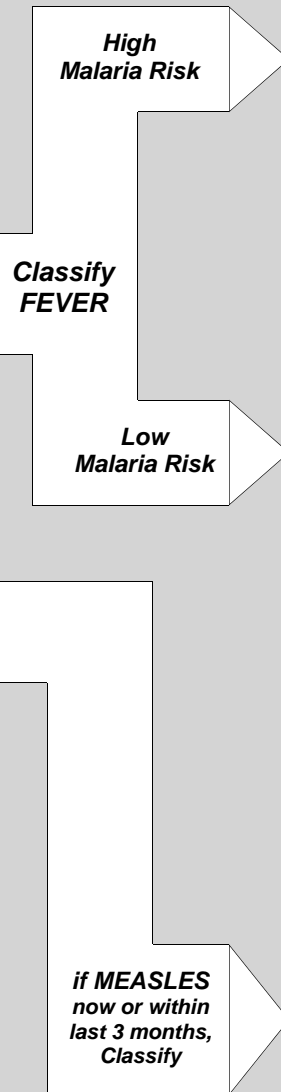 High
Malaria Risk
Classify
FEVER
Low
Malaria Risk
if MEASLES
now or within
last 3 months,
Classify